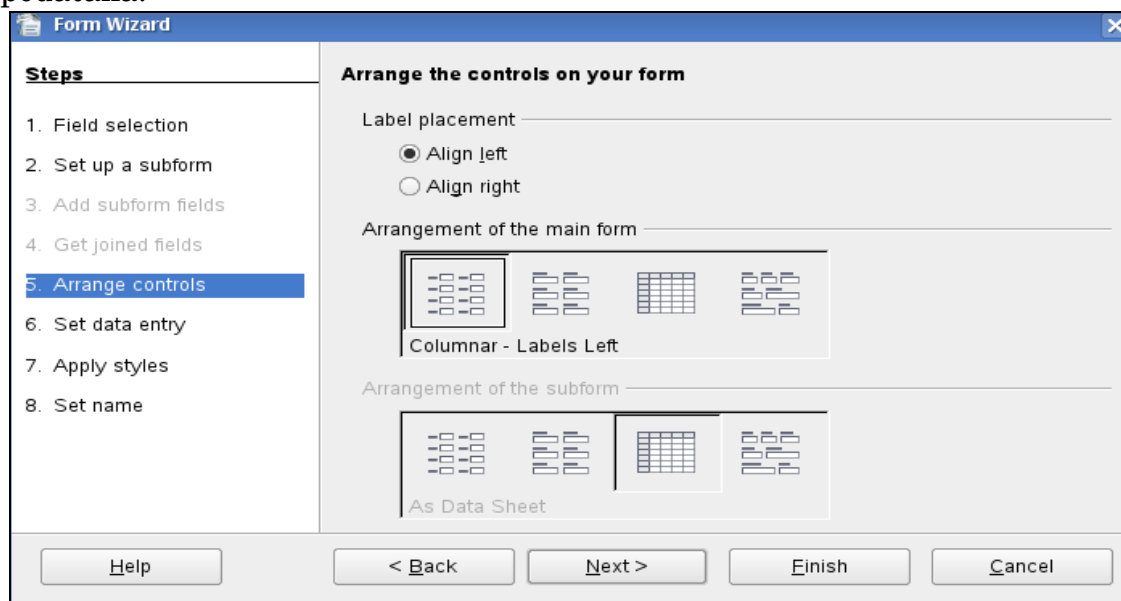 Form Wizard
Steps
1. Field selection
2. Set up a subform
3. Add subform fields
4. Get joined fields
5. Arrange controls
6. Set data entry
7. Apply styles
8. Set name
Arrange the controls on your form
Label placement
Align left
Align right
Arrangement of the main form
Columnar - Labels Left
Arrangement of the subform
As Data Sheet
Help
< Back
Next >
Finish
Cancel